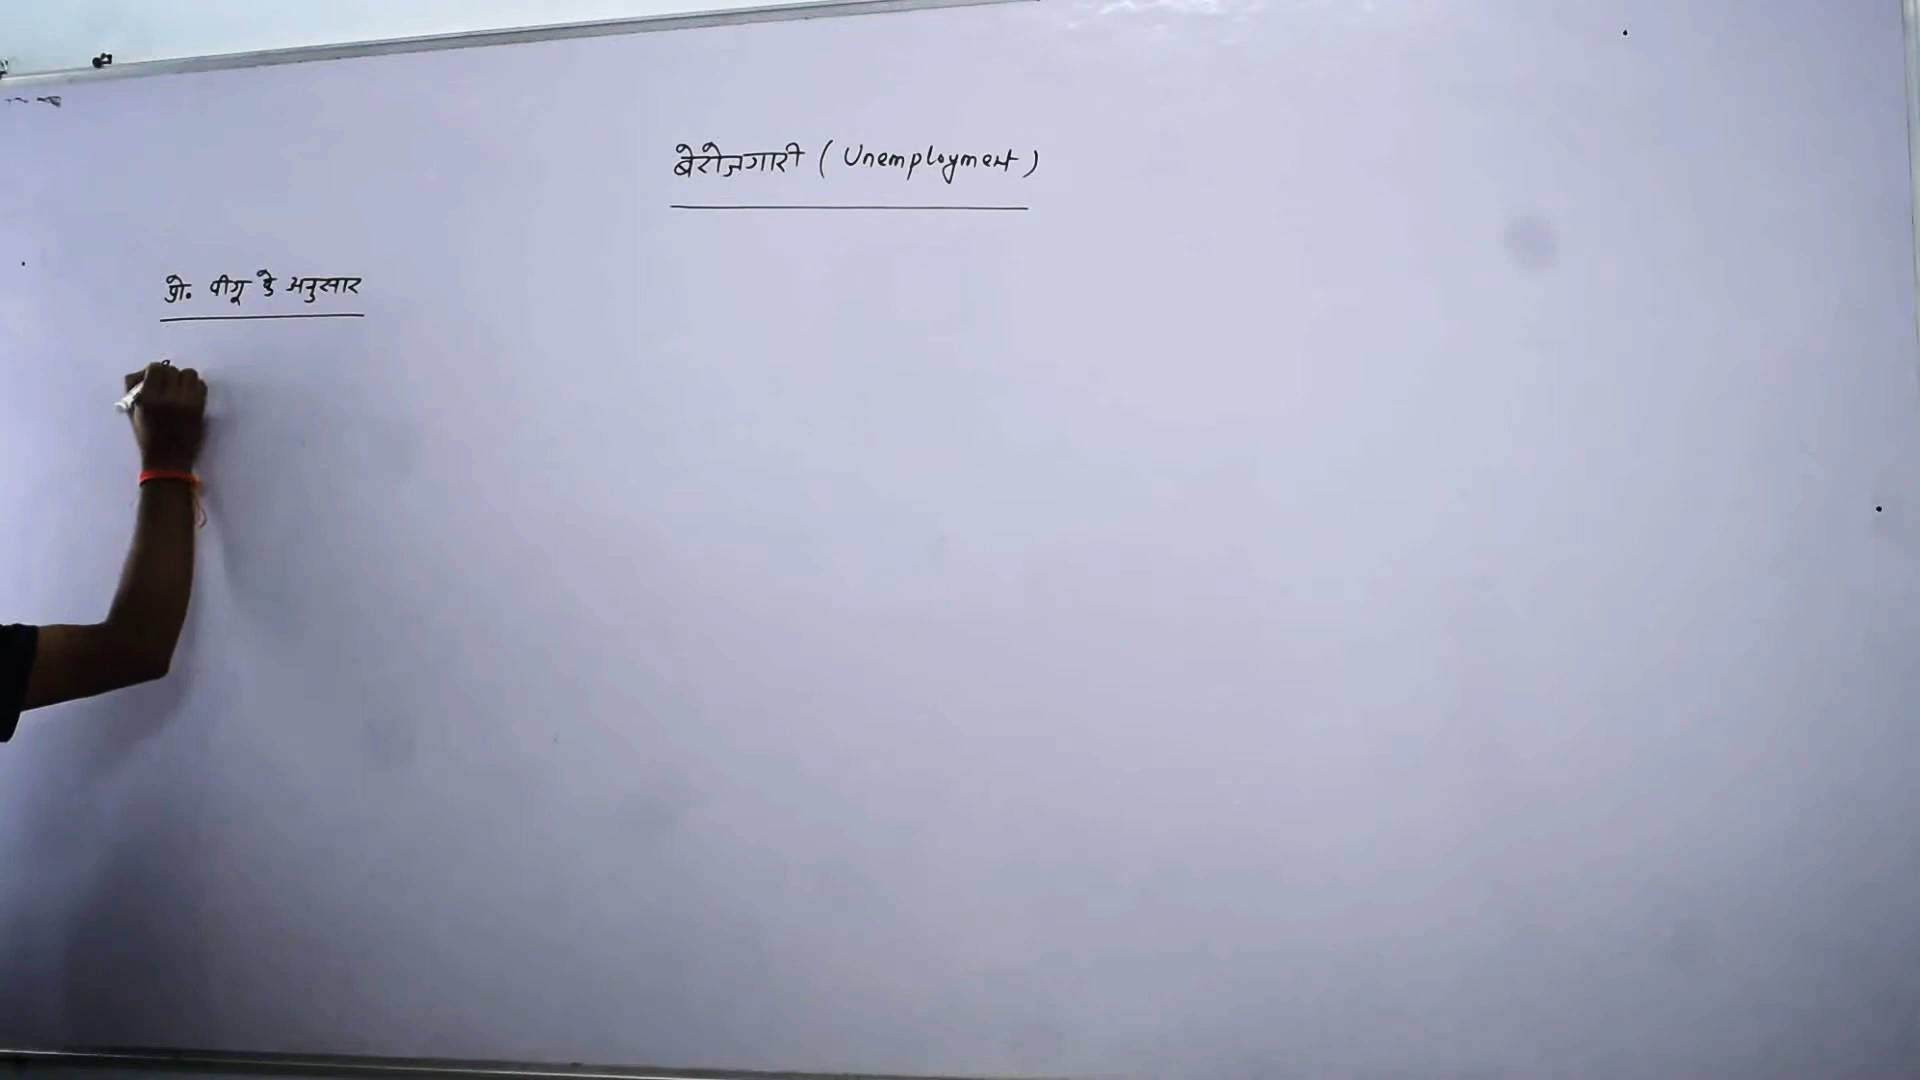 बेरोजगारी ( Unemployment )
प्रो. पीगू के अनुसार